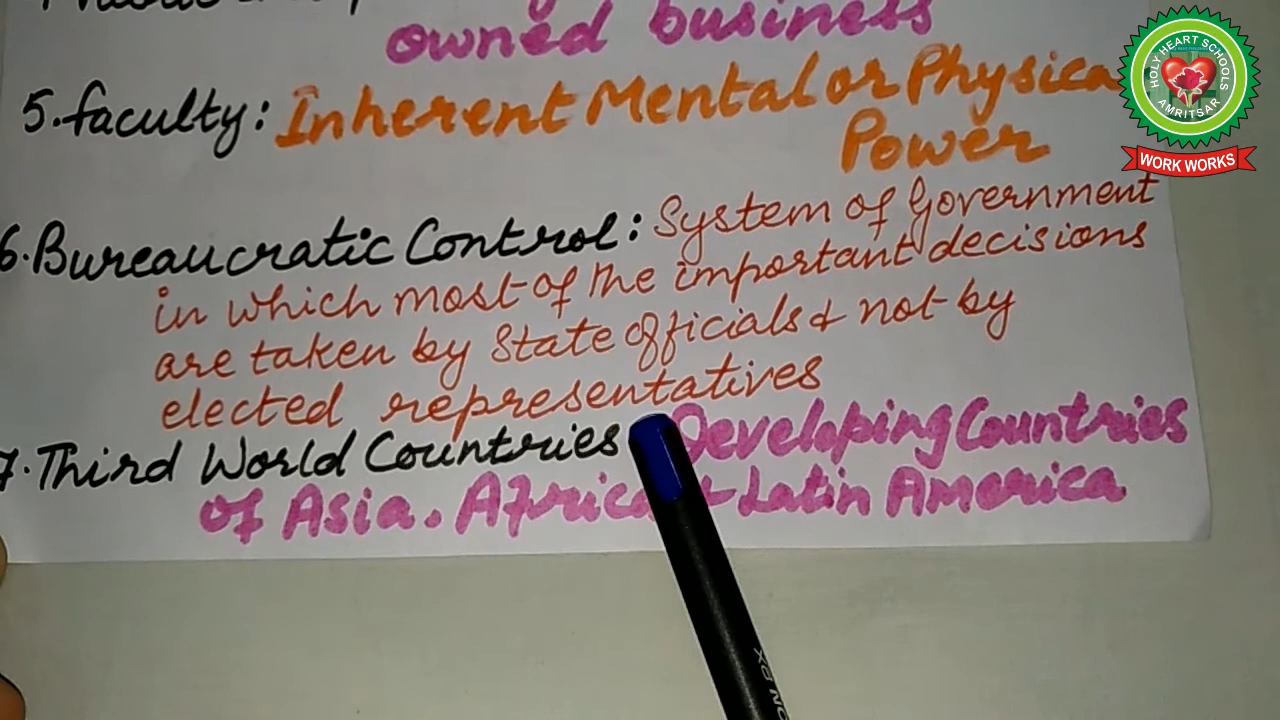 owned business
5. faculty: Inherent Mental or Physica
Power
6. Bureaucratic Control: System of Government
in which most of the important decisions
are taken by State officials & not by
elected representatives
7. Third World Countries Developing Countries
of Asia. Africa & Latin America
HOLY HEART SCHOOLS
AMRITSAR
WORK WORKS